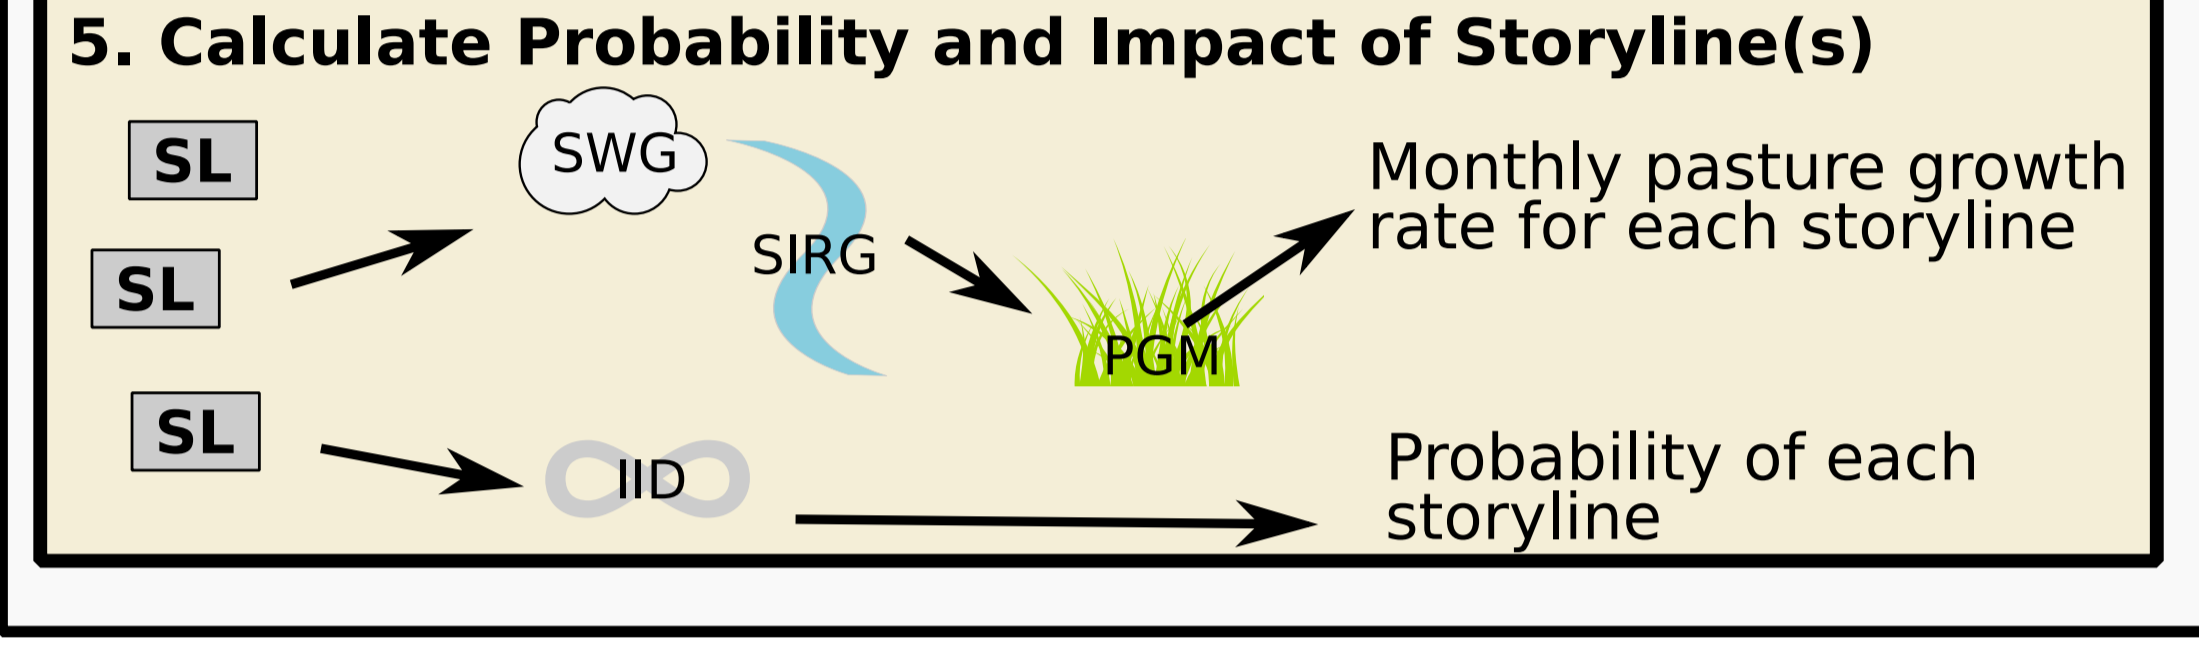 5. Calculate Probability and Impact of Storyline(s)
SL
SWG
Monthly pasture growth
rate for each storyline
SL
SIRG
PGM
SL
IID
Probability of each
storyline